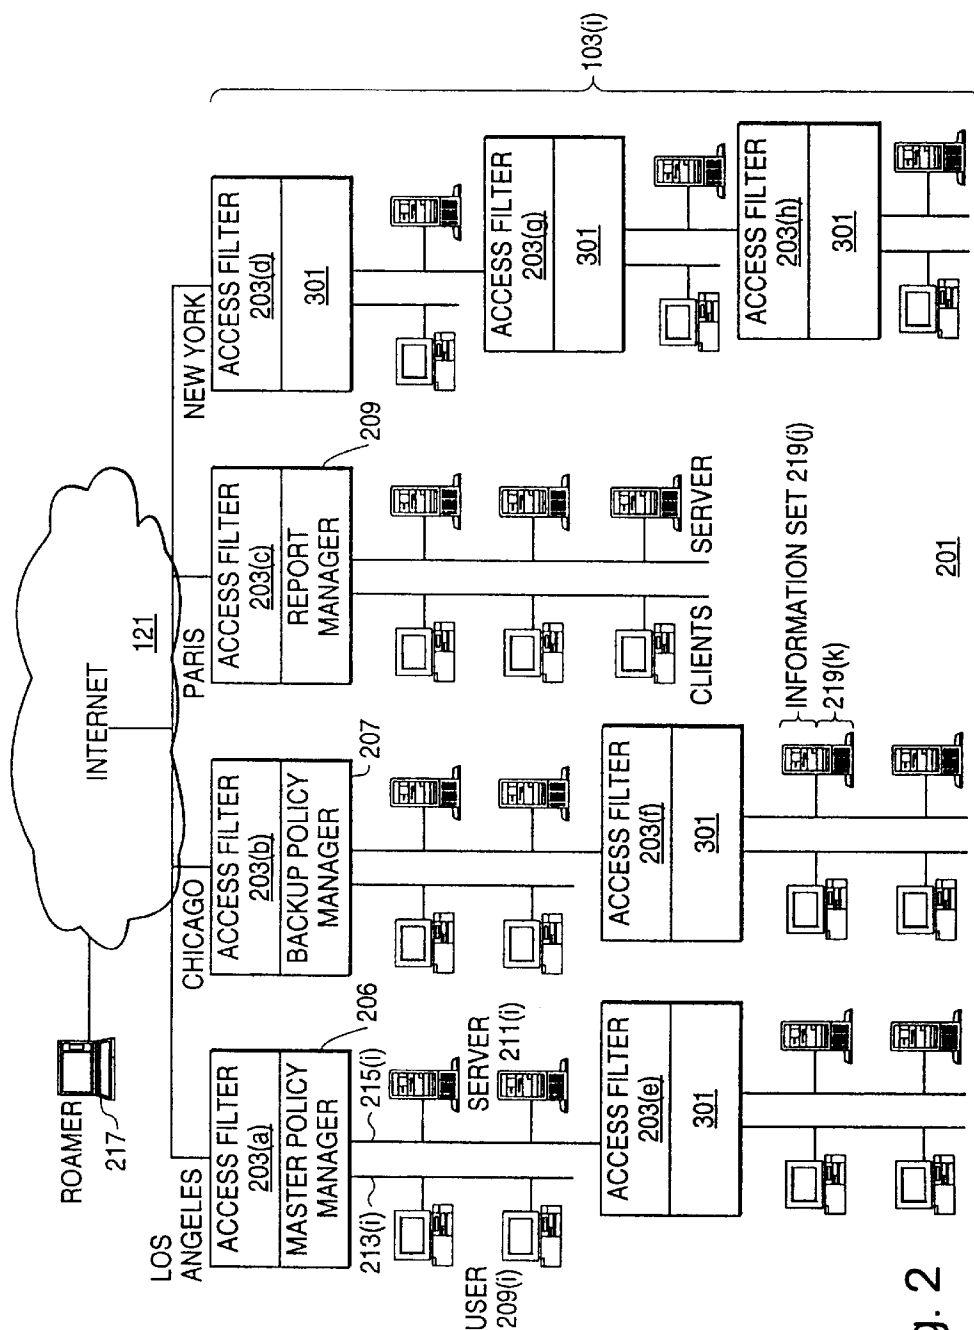 ROAMER
217
INTERNET
121
LOS
ANGELES
CHICAGO
PARIS
NEW YORK
ACCESS FILTER
203(a)
MASTER POLICY
MANAGER
206
ACCESS FILTER
203(b)
BACKUP POLICY
MANAGER
207
ACCESS FILTER
203(c)
REPORT
MANAGER
209
ACCESS FILTER
203(d)
301
103(i)
213(i)
215(i)
USER
209(i)
SERVER
211(i)
ACCESS FILTER
203(e)
301
ACCESS FILTER
203(f)
301
INFORMATION SET 219(j)
219(k)
CLIENTS
SERVER
ACCESS FILTER
203(g)
301
ACCESS FILTER
203(h)
301
201
g. 2